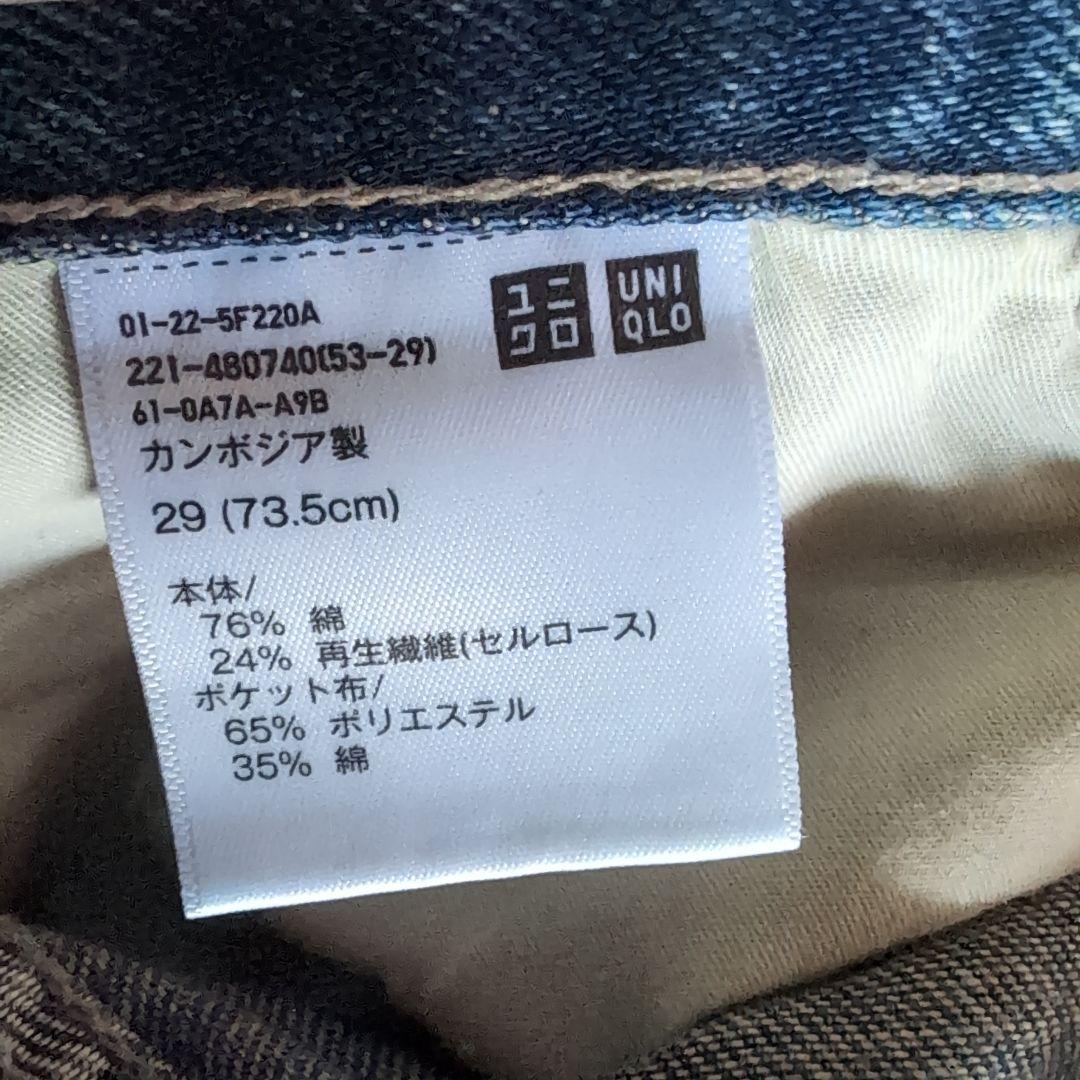 ユニクロ
UNIQLO
01-22-5F220A
221-480740(53-29)
61-0A7A-A9B
カンボジア製
29 (73.5cm)
本体/
76% 綿
24% 再生繊維(セルロース)
ポケット布/
65% ポリエステル
35% 綿